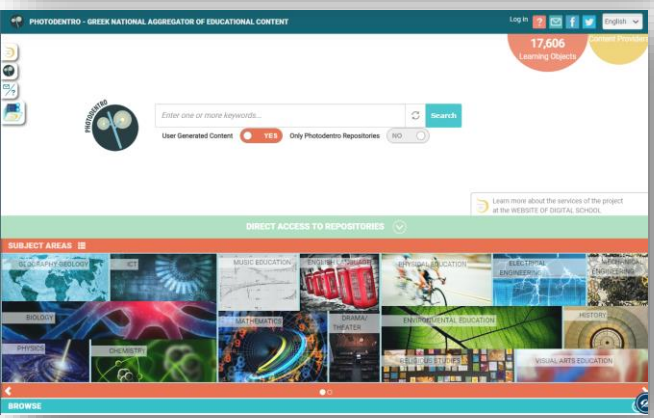 PHOTODENTRO - GREEK NATIONAL AGGREGATOR OF EDUCATIONAL CONTENT
Log in
English
17,606
Learning Objects
Content Providers
PHOTODENTRO
Enter one or more keywords...
Search
User Generated Content YES Only Photodentro Repositories NO
Learn more about the services of the project
at the WEBSITE OF DIGITAL SCHOOL
DIRECT ACCESS TO REPOSITORIES
SUBJECT AREAS
GEOGRAPHY-GEOLOGY
ICT
MUSIC EDUCATION
ENGLISH LANGUAGE
PHYSICAL EDUCATION
ELECTRICAL
ENGINEERING
MECHANICAL
ENGINEERING
BIOLOGY
MATHEMATICS
DRAMA/
THEATER
ENVIRONMENTAL EDUCATION
HISTORY
PHYSICS
CHEMISTRY
RELIGIOUS STUDIES
VISUAL ARTS EDUCATION
BROWSE